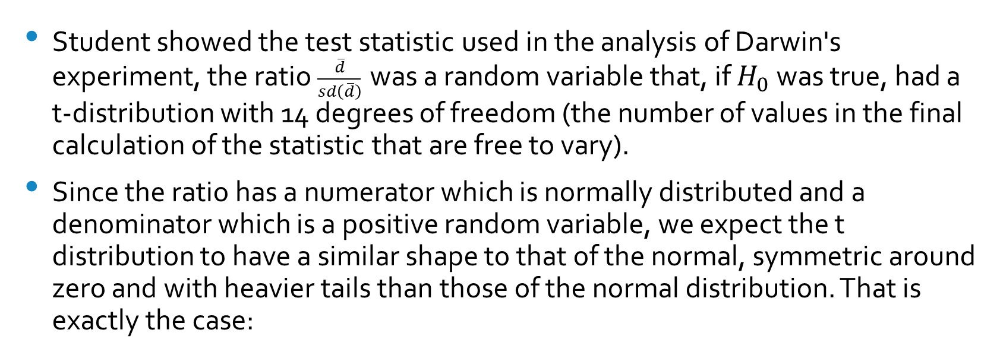 • Student showed the test statistic used in the analysis of Darwin's
experiment, the ratio $\frac{\bar{d}}{sd(\bar{d})}$ was a random variable that, if $H_0$ was true, had a
t-distribution with 14 degrees of freedom (the number of values in the final
calculation of the statistic that are free to vary).
• Since the ratio has a numerator which is normally distributed and a
denominator which is a positive random variable, we expect the t
distribution to have a similar shape to that of the normal, symmetric around
zero and with heavier tails than those of the normal distribution. That is
exactly the case: